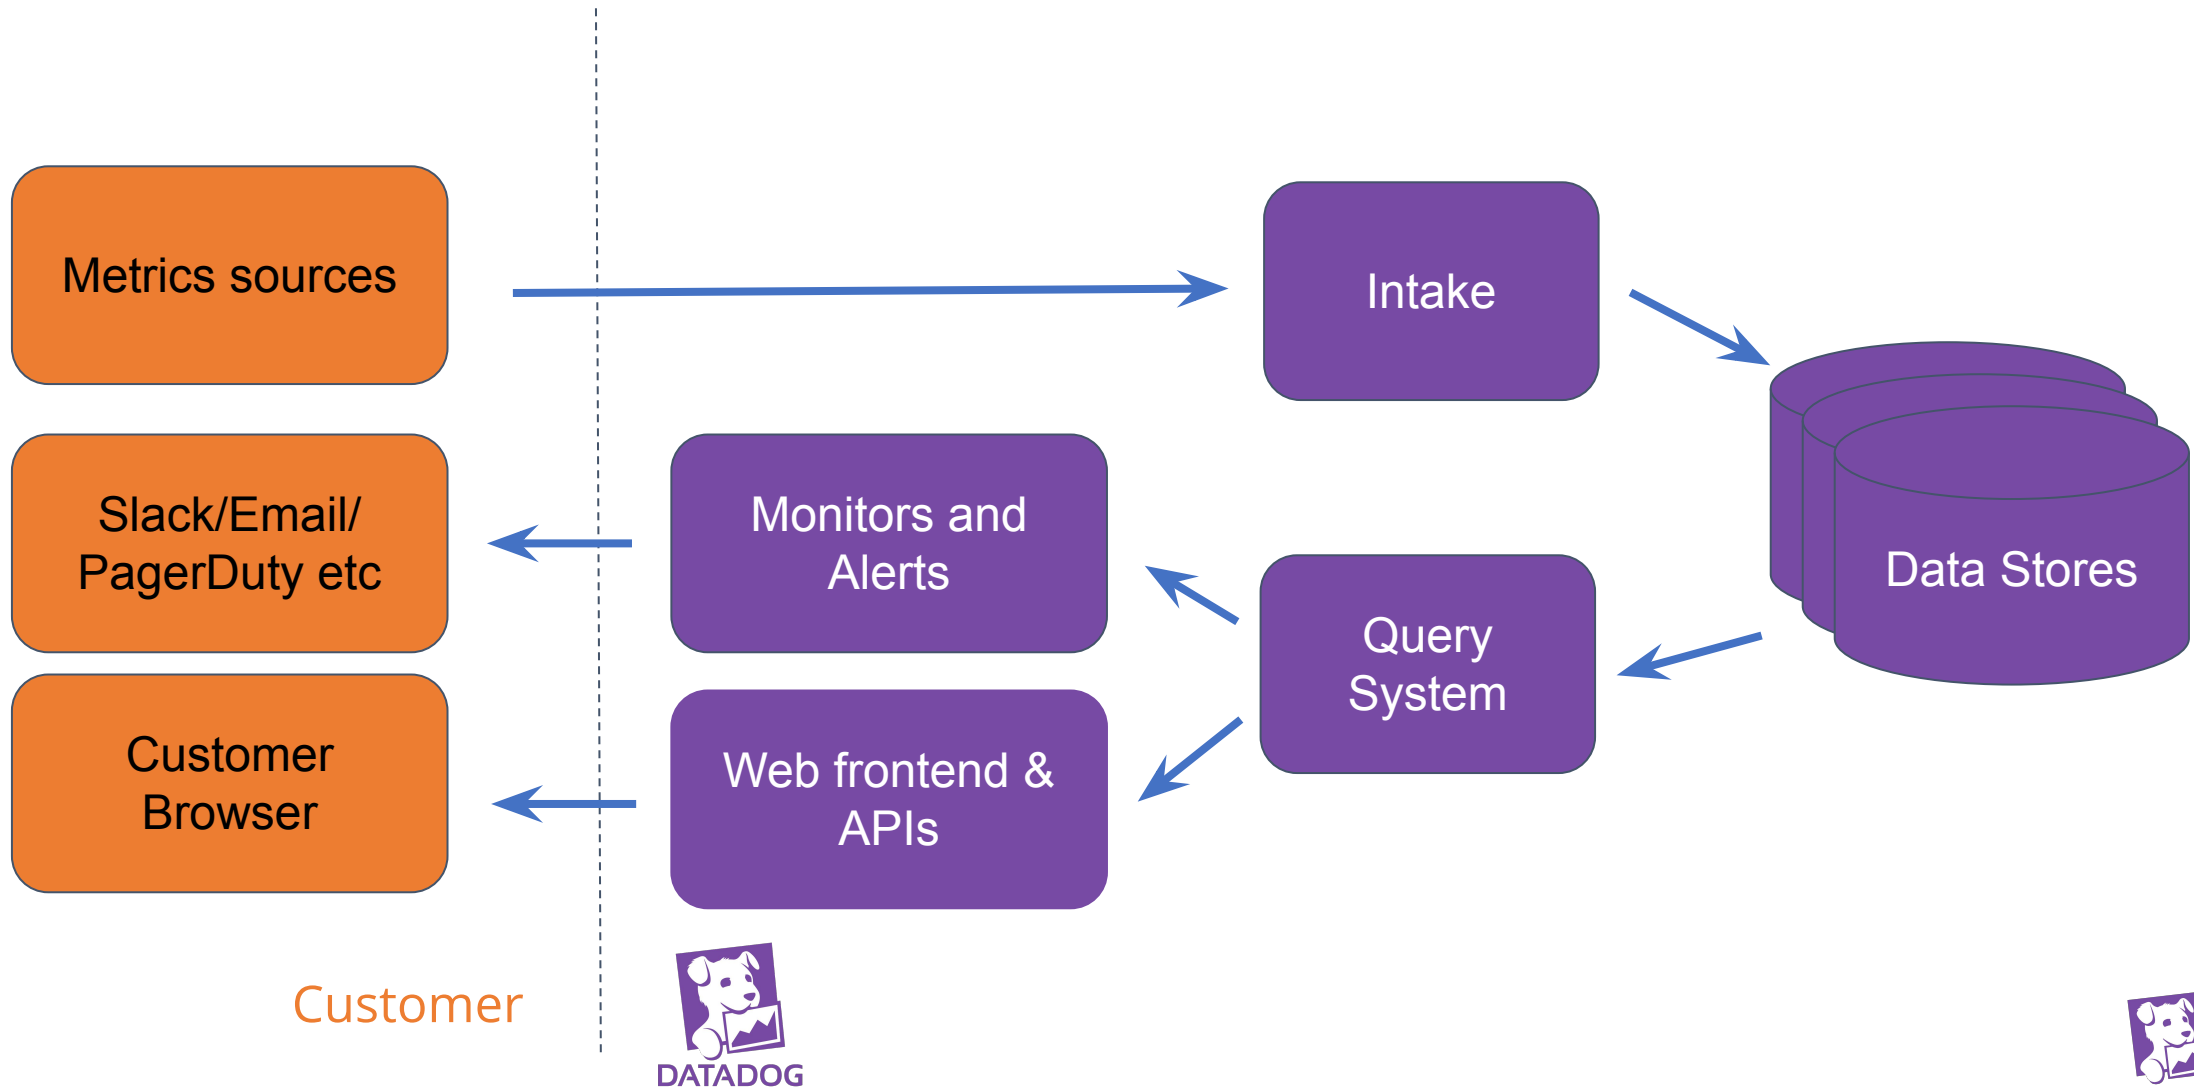 Metrics sources
Intake
Slack/Email/
PagerDuty etc
Monitors and
Alerts
Query
System
Data Stores
Customer
Browser
Web frontend &
APIs
Customer
DATADOG